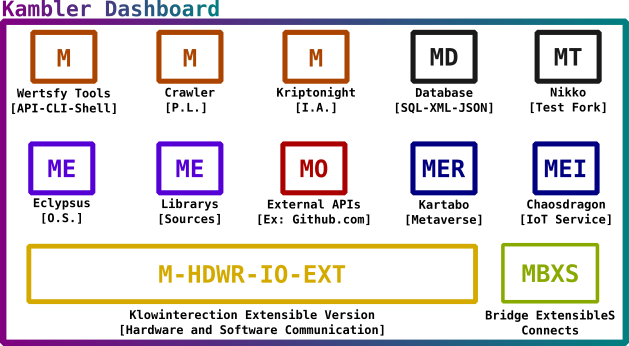 Kambler Dashboard
M M M MD MT
Wertsfy Tools Crawler Kriptonight Database Nikko
[API-CLI-Shell] [P.L.] [I.A.] [SQL-XML-JSON] [Test Fork]
ME ME MO MER MEI
Eclypsus Librarys External APIs Kartabo Chaosdragon
[O.S.] [Sources] [Ex: Github.com] [Metaverse] [IoT Service]
M-HDWR-IO-EXT MBXS
Klowinterection Extensible Version Bridge ExtensibleS
[Hardware and Software Communication] Connects